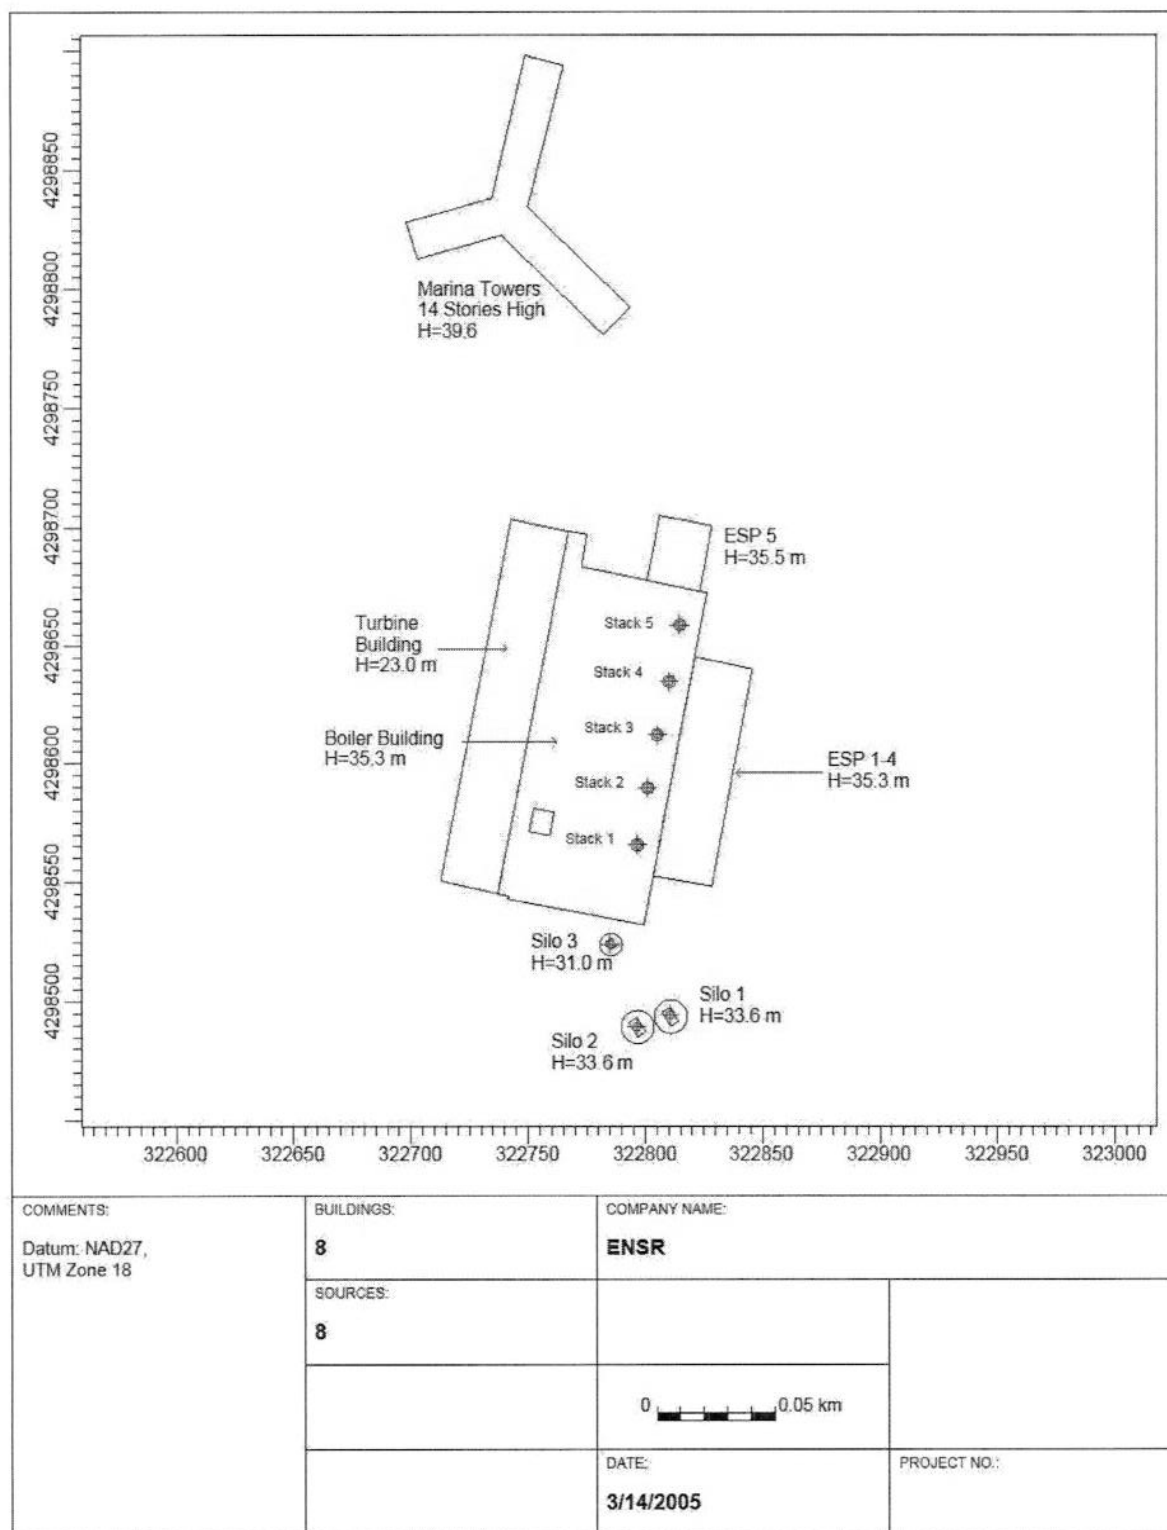 4298850
4298800
4298750
4298700
4298650
4298600
4298550
4298500
Marina Towers
14 Stories High
H=39.6
ESP 5
H=35.5 m
Turbine
Building
H=23.0 m
Stack 5
Stack 4
Stack 3
Boiler Building
H=35.3 m
Stack 2
ESP 1-4
H=35.3 m
Stack 1
Silo 3
H=31.0 m
Silo 1
H=33.6 m
Silo 2
H=33.6 m
322600 322650 322700 322750 322800 322850 322900 322950 323000
COMMENTS:
Datum: NAD27,
UTM Zone 18
BUILDINGS:
8
COMPANY NAME:
ENSR
SOURCES:
8
0 0.05 km
DATE:
3/14/2005
PROJECT NO.: